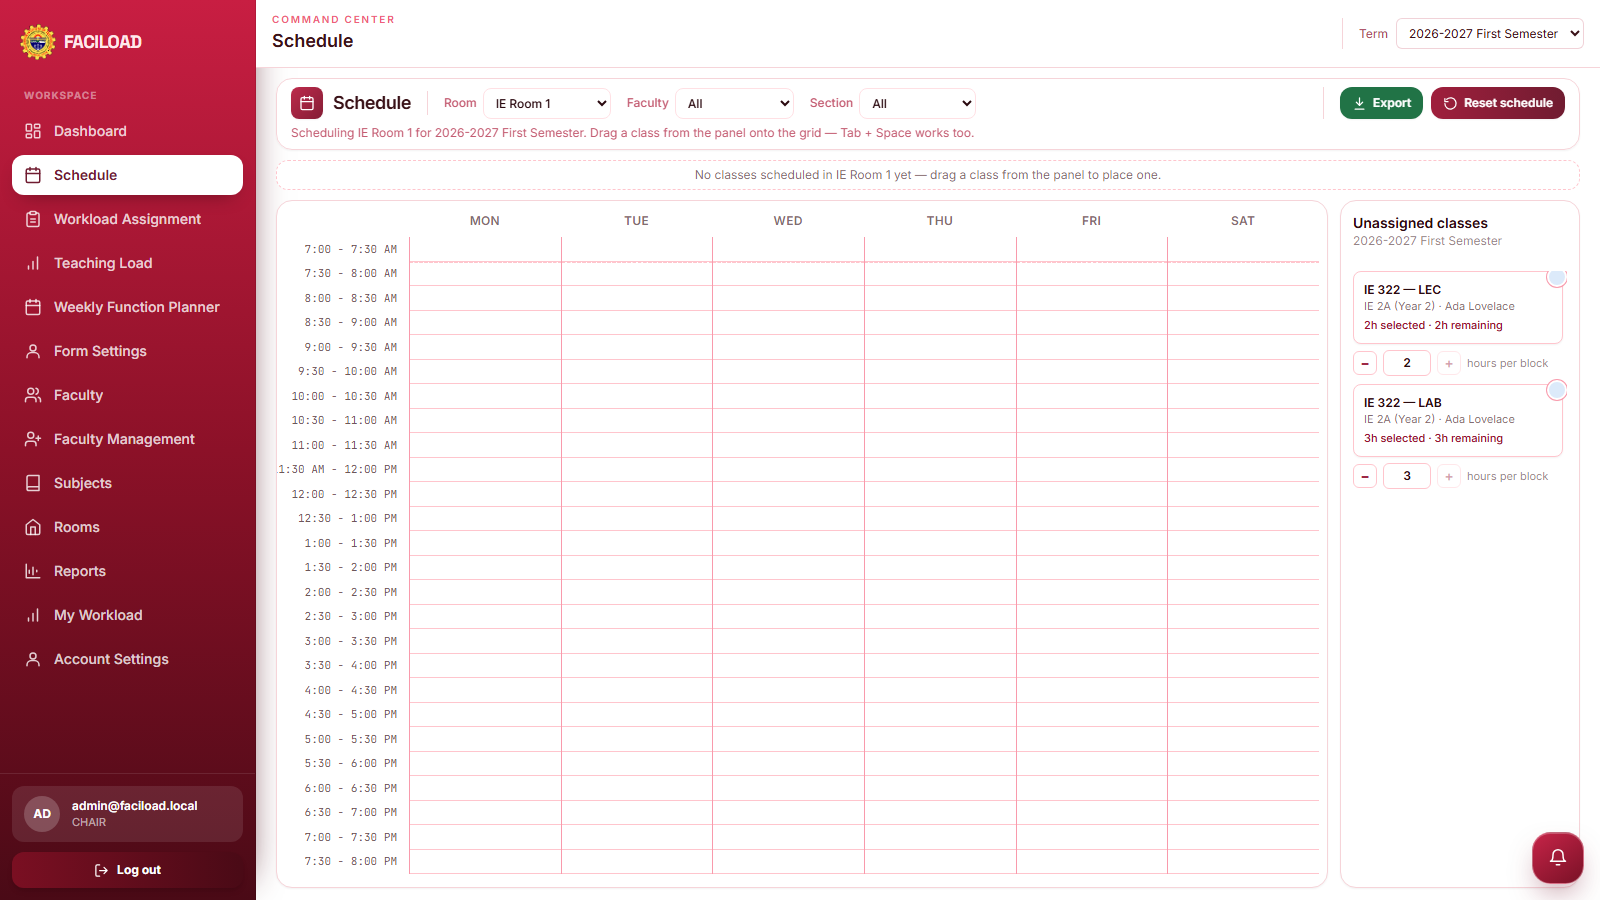 FACILOAD
WORKSPACE
Dashboard
Schedule
Workload Assignment
Teaching Load
Weekly Function Planner
Form Settings
Faculty
Faculty Management
Subjects
Rooms
Reports
My Workload
Account Settings
AD
admin@faciload.local
CHAIR
Log out
COMMAND CENTER
Schedule
Term
2026-2027 First Semester
Schedule
Room
IE Room 1
Faculty
All
Section
All
Export
Reset schedule
Scheduling IE Room 1 for 2026-2027 First Semester. Drag a class from the panel onto the grid — Tab + Space works too.
No classes scheduled in IE Room 1 yet — drag a class from the panel to place one.
MON TUE WED THU FRI SAT
7:00 - 7:30 AM
7:30 - 8:00 AM
8:00 - 8:30 AM
8:30 - 9:00 AM
9:00 - 9:30 AM
9:30 - 10:00 AM
10:00 - 10:30 AM
10:30 - 11:00 AM
11:00 - 11:30 AM
1:30 AM - 12:00 PM
12:00 - 12:30 PM
12:30 - 1:00 PM
1:00 - 1:30 PM
1:30 - 2:00 PM
2:00 - 2:30 PM
2:30 - 3:00 PM
3:00 - 3:30 PM
3:30 - 4:00 PM
4:00 - 4:30 PM
4:30 - 5:00 PM
5:00 - 5:30 PM
5:30 - 6:00 PM
6:00 - 6:30 PM
6:30 - 7:00 PM
7:00 - 7:30 PM
7:30 - 8:00 PM
Unassigned classes
2026-2027 First Semester
IE 322 — LEC
IE 2A (Year 2) · Ada Lovelace
2h selected · 2h remaining
− 2 + hours per block
IE 322 — LAB
IE 2A (Year 2) · Ada Lovelace
3h selected · 3h remaining
− 3 + hours per block